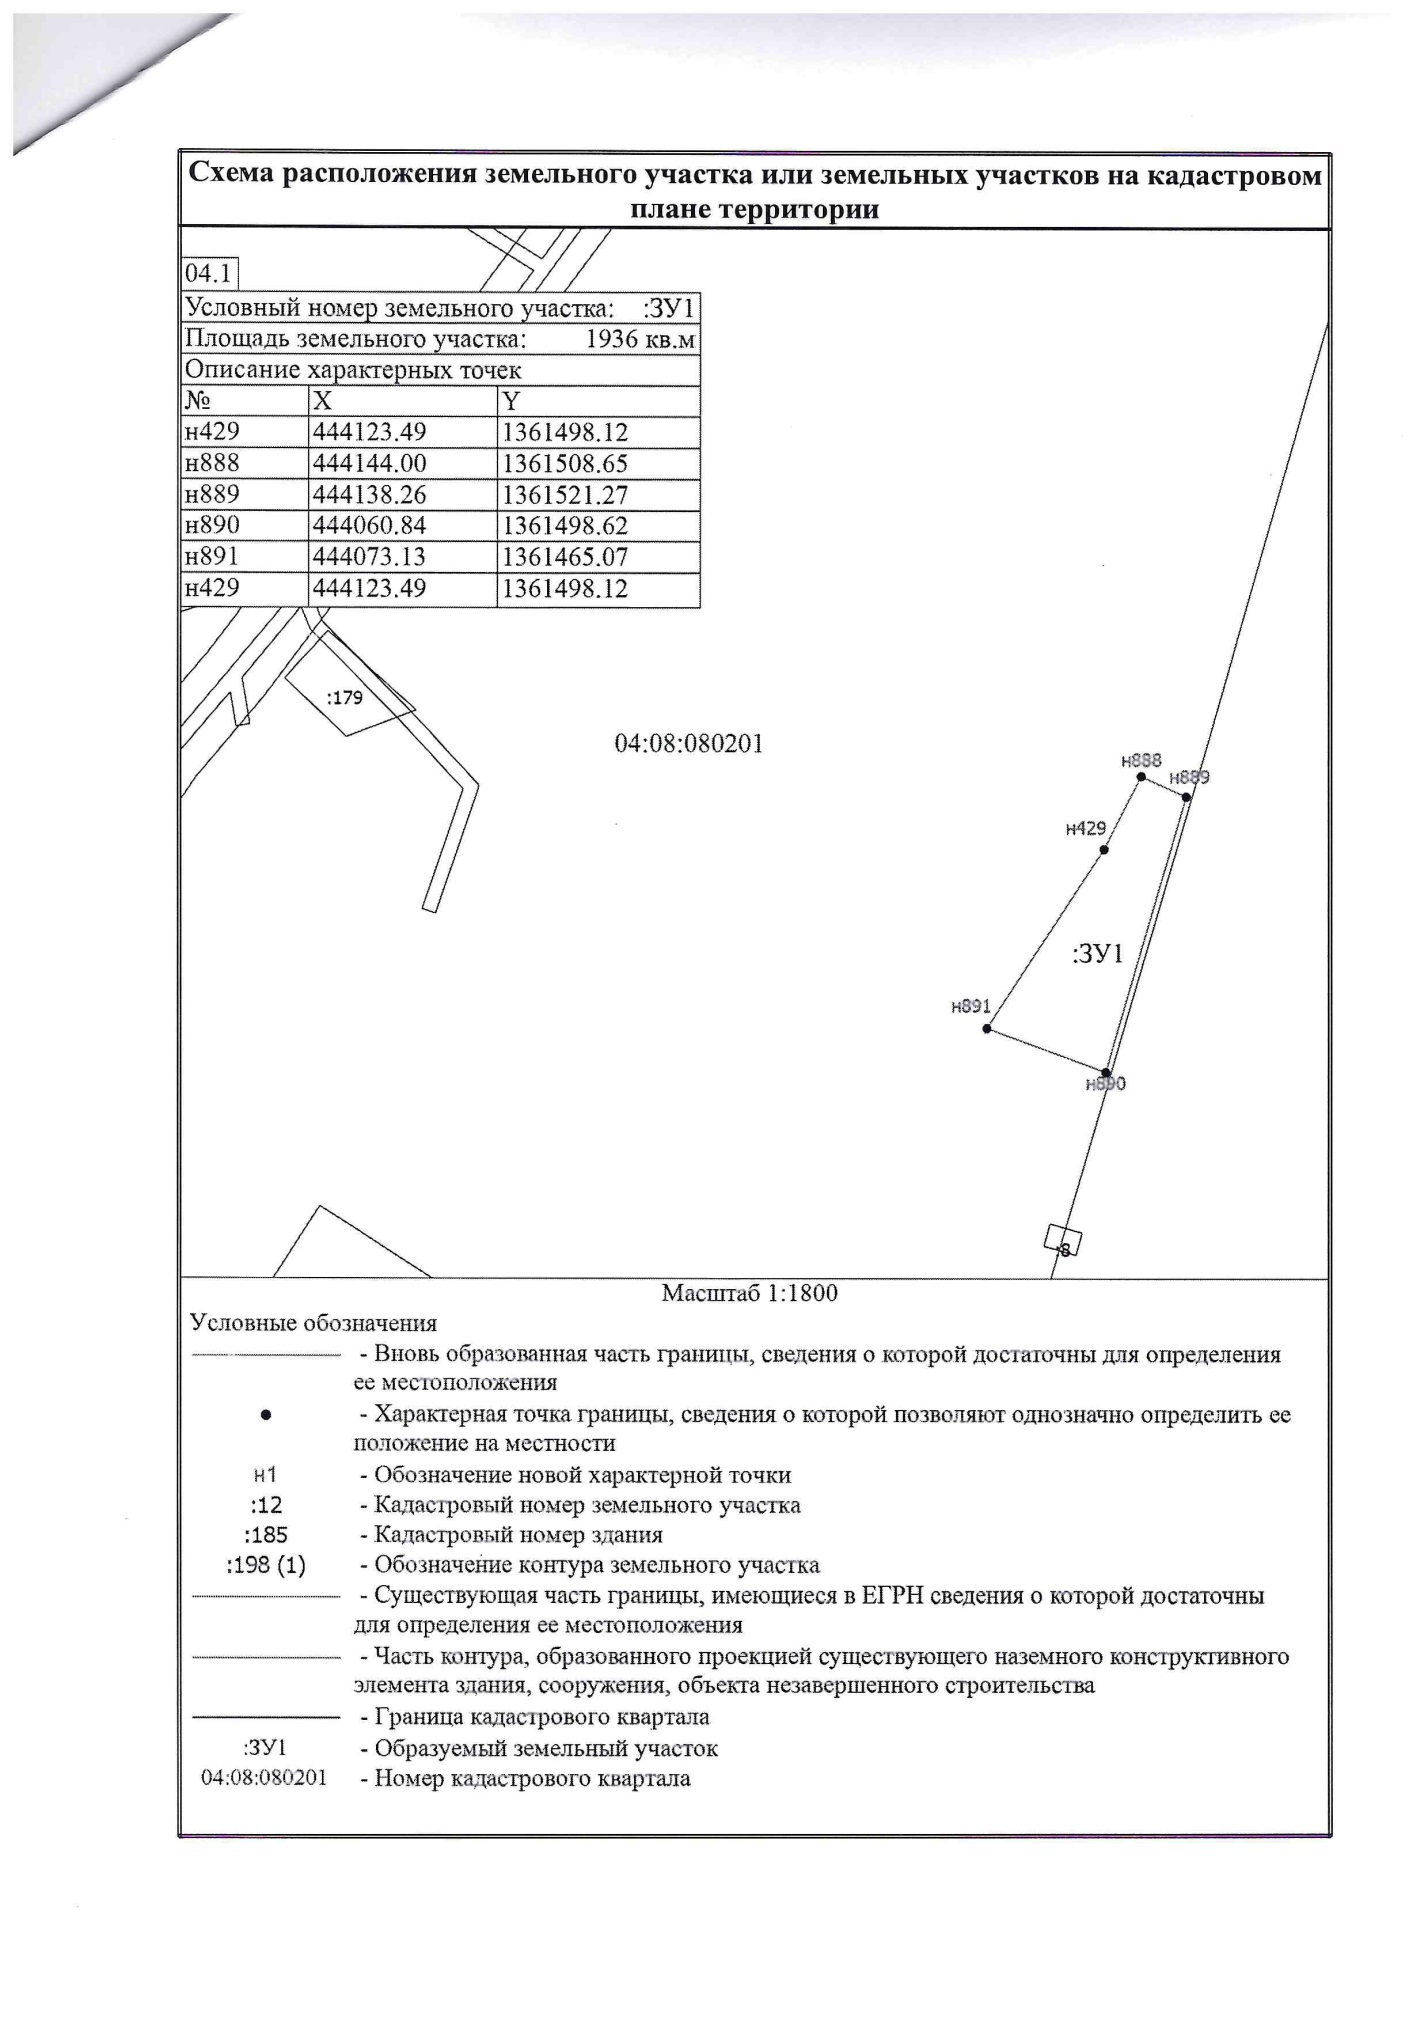 Схема расположения земельного участка или земельных участков на кадастровом
плане территории
04.1
Условный номер земельного участка: :ЗУ1
Площадь земельного участка: 1936 кв.м
Описание характерных точек
№ X Y
н429 444123.49 1361498.12
н888 444144.00 1361508.65
н889 444138.26 1361521.27
н890 444060.84 1361498.62
н891 444073.13 1361465.07
н429 444123.49 1361498.12
:179
04:08:080201
н888
н889
н429
:ЗУ1
н891
н890
:8
Масштаб 1:1800
Условные обозначения
- Вновь образованная часть границы, сведения о которой достаточны для определения
ее местоположения
- Характерная точка границы, сведения о которой позволяют однозначно определить ее
положение на местности
н1 - Обозначение новой характерной точки
:12 - Кадастровый номер земельного участка
:185 - Кадастровый номер здания
:198 (1) - Обозначение контура земельного участка
- Существующая часть границы, имеющиеся в ЕГРН сведения о которой достаточны
для определения ее местоположения
- Часть контура, образованного проекцией существующего наземного конструктивного
элемента здания, сооружения, объекта незавершенного строительства
- Граница кадастрового квартала
:ЗУ1 - Образуемый земельный участок
04:08:080201 - Номер кадастрового квартала